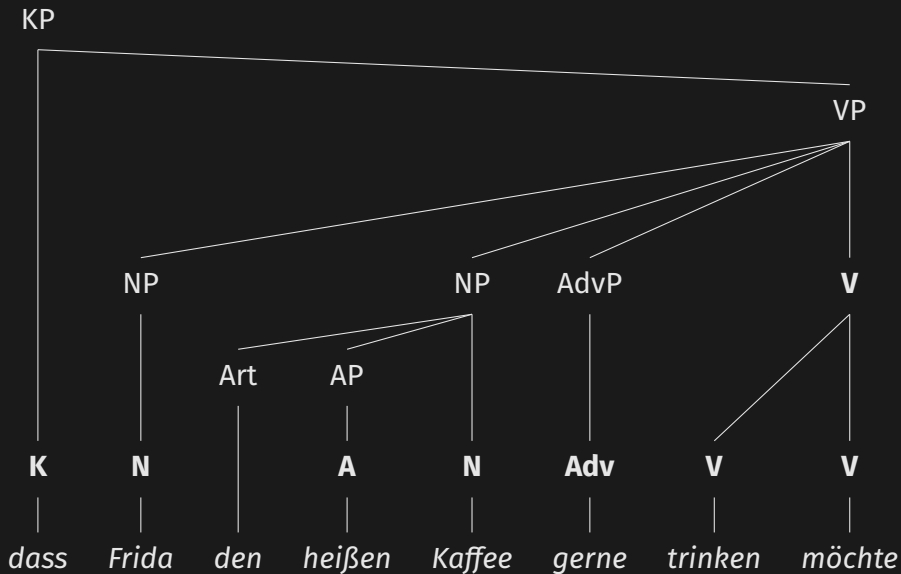 KP
VP
NP NP AdvP V
Art AP
K N A N Adv V V
dass Frida den heißen Kaffee gerne trinken möchte